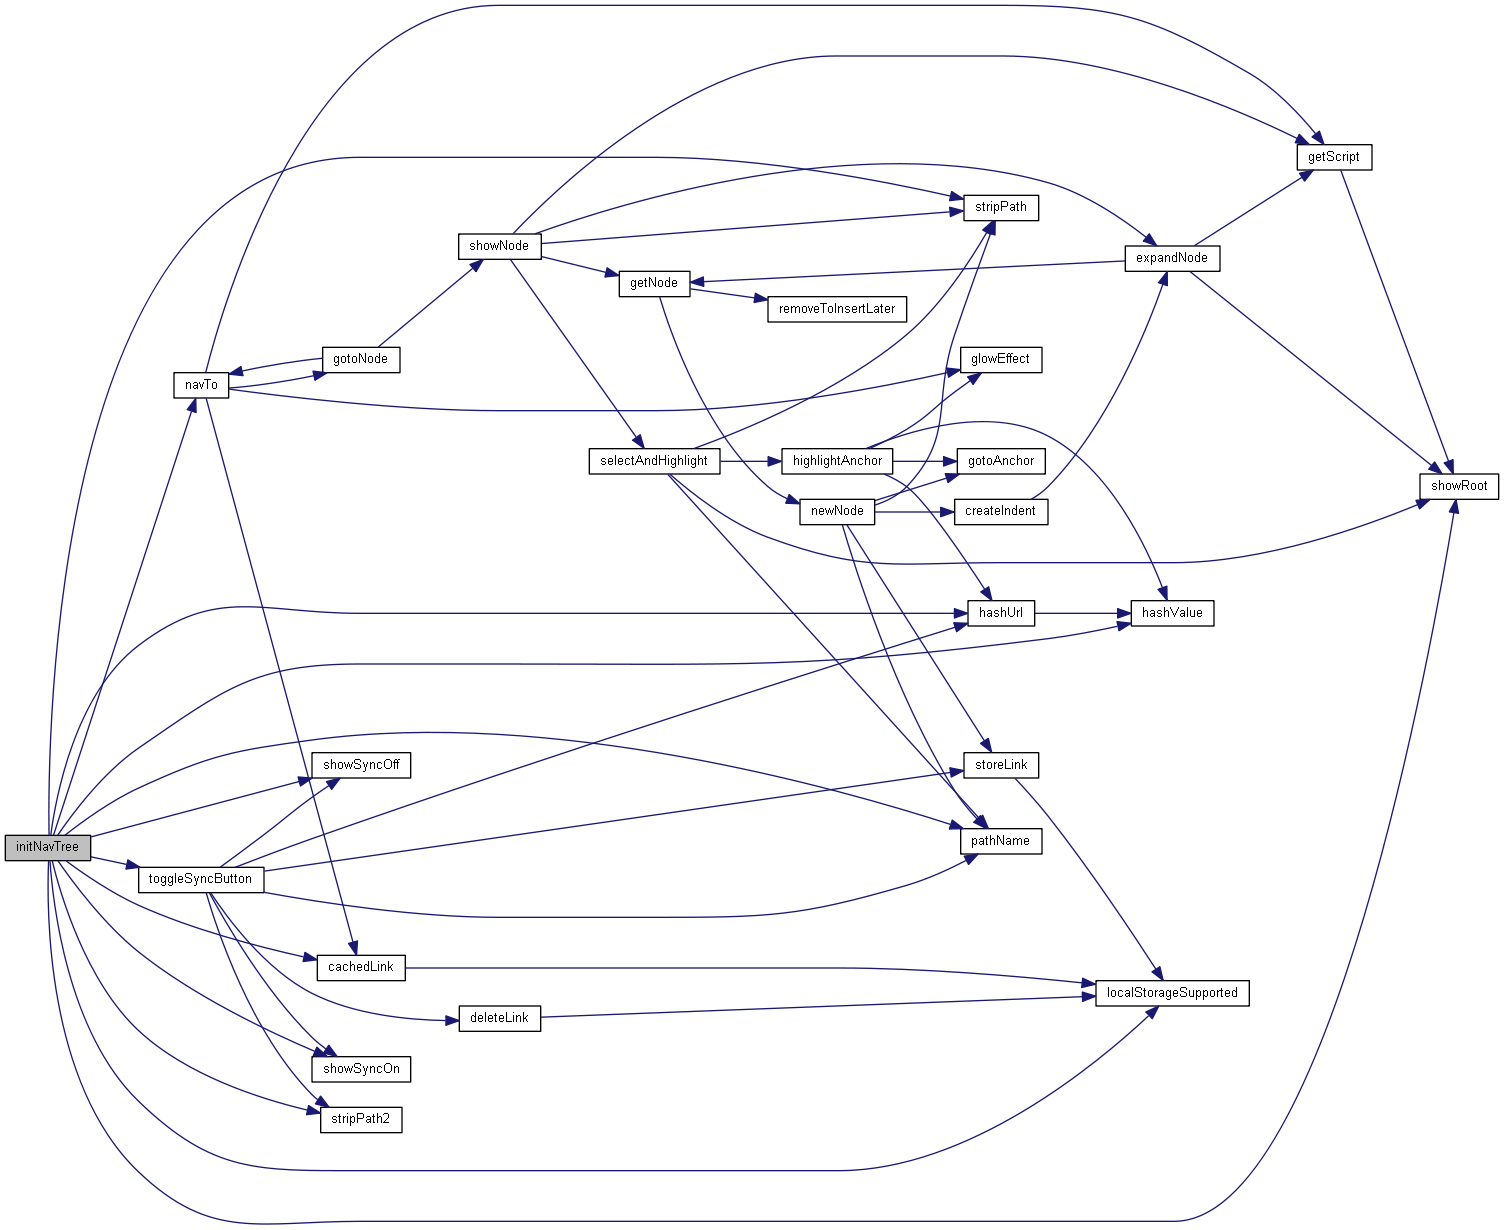 getScript
stripPath
showNode
expandNode
getNode
removeToInsertLater
gotoNode
glowEffect
navTo
selectAndHighlight
highlightAnchor
gotoAnchor
showRoot
newNode
createIndent
hashUrl
hashValue
showSyncOff
storeLink
pathName
initNavTree
toggleSyncButton
cachedLink
localStorageSupported
deleteLink
showSyncOn
stripPath2